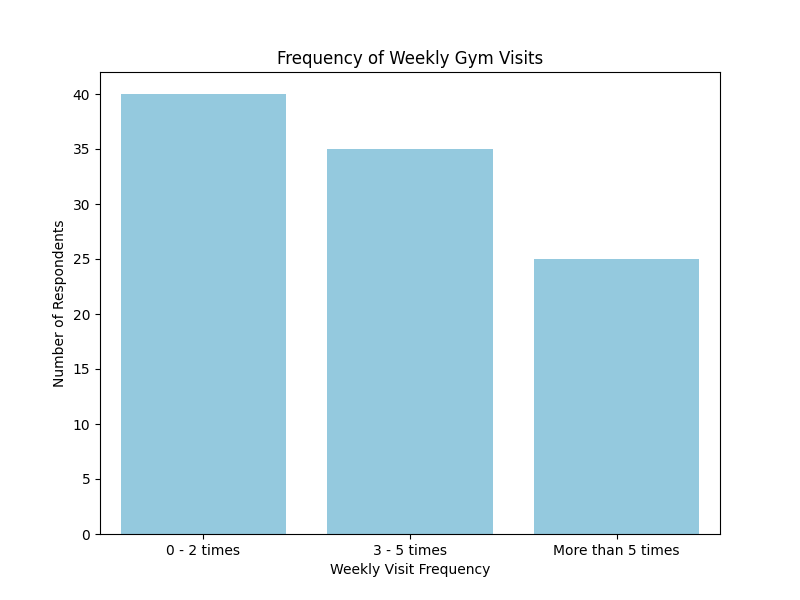 Frequency of Weekly Gym Visits
40
35
30
25
20
15
10
5
0
Number of Respondents
0 - 2 times
3 - 5 times
More than 5 times
Weekly Visit Frequency